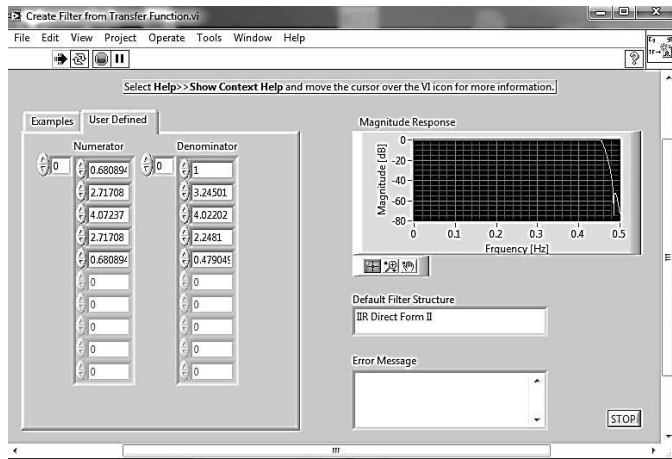 Create Filter from Transfer Function.vi
File Edit View Project Operate Tools Window Help
Select Help>>Show Context Help and move the cursor over the VI icon for more information.
Examples User Defined
Numerator Denominator
0 0.680894 0 1
2.71708 3.24501
4.07237 4.02202
2.71708 2.2481
0.680894 0.479049
0 0
0 0
0 0
0 0
Magnitude Response
Magnitude [dB]
0-
-20-
-40-
-60-
-80-
0 0.1 0.2 0.3 0.4 0.5
Frquency [Hz]
Default Filter Structure
IIR Direct Form II
Error Message
STOP